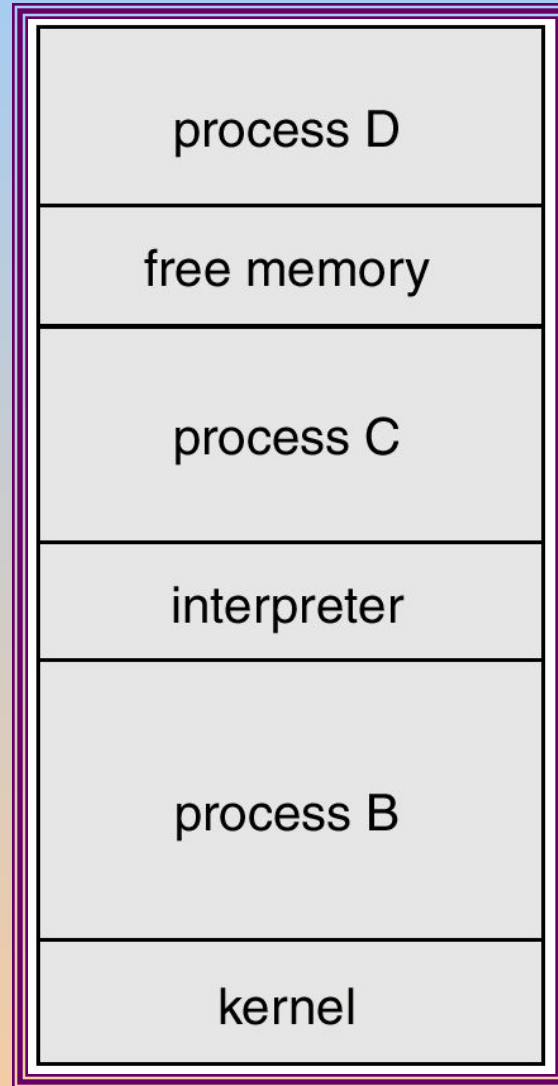 process D
free memory
process C
interpreter
process B
kernel